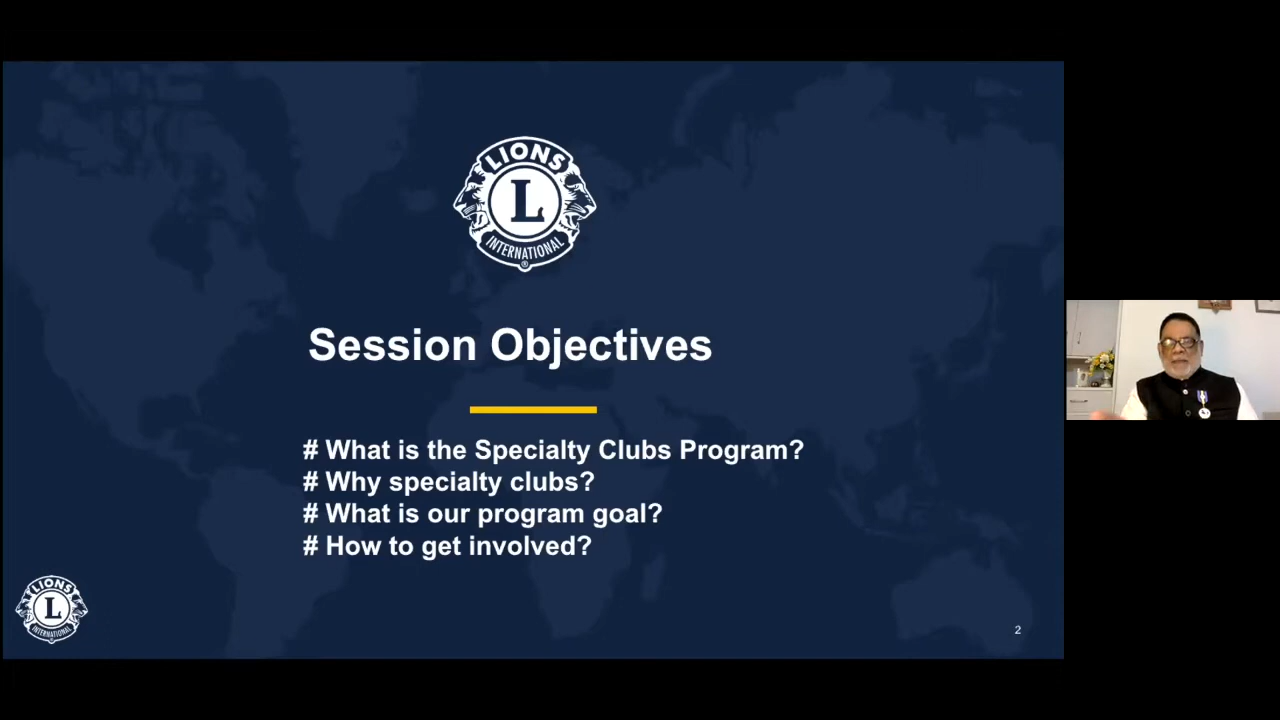 LIONS
L
INTERNATIONAL
®
Session Objectives
# What is the Specialty Clubs Program?
# Why specialty clubs?
# What is our program goal?
# How to get involved?
LIONS
L
INTERNATIONAL
2